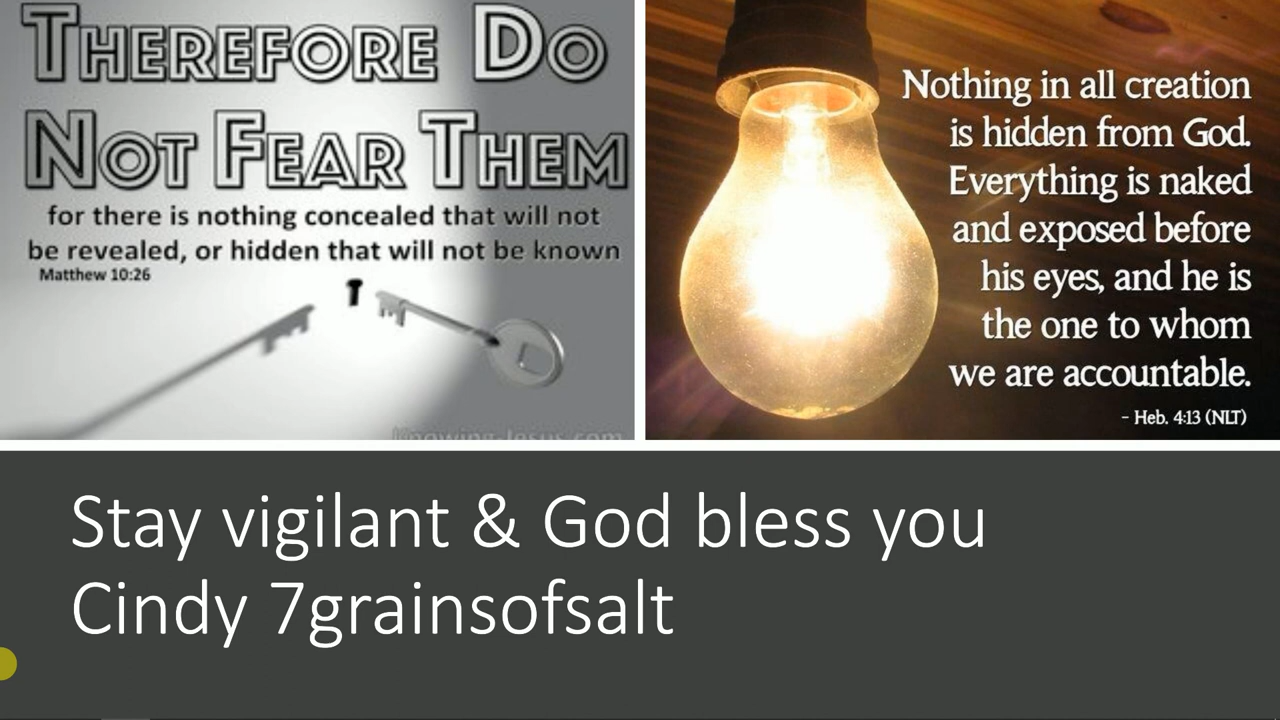 Therefore Do
Not Fear Them
for there is nothing concealed that will not
be revealed, or hidden that will not be known
Matthew 10:26
Knowing-Jesus.com
Nothing in all creation
is hidden from God.
Everything is naked
and exposed before
his eyes, and he is
the one to whom
we are accountable.
– Heb. 4:13 (NLT)
Stay vigilant & God bless you
Cindy 7grainsofsalt